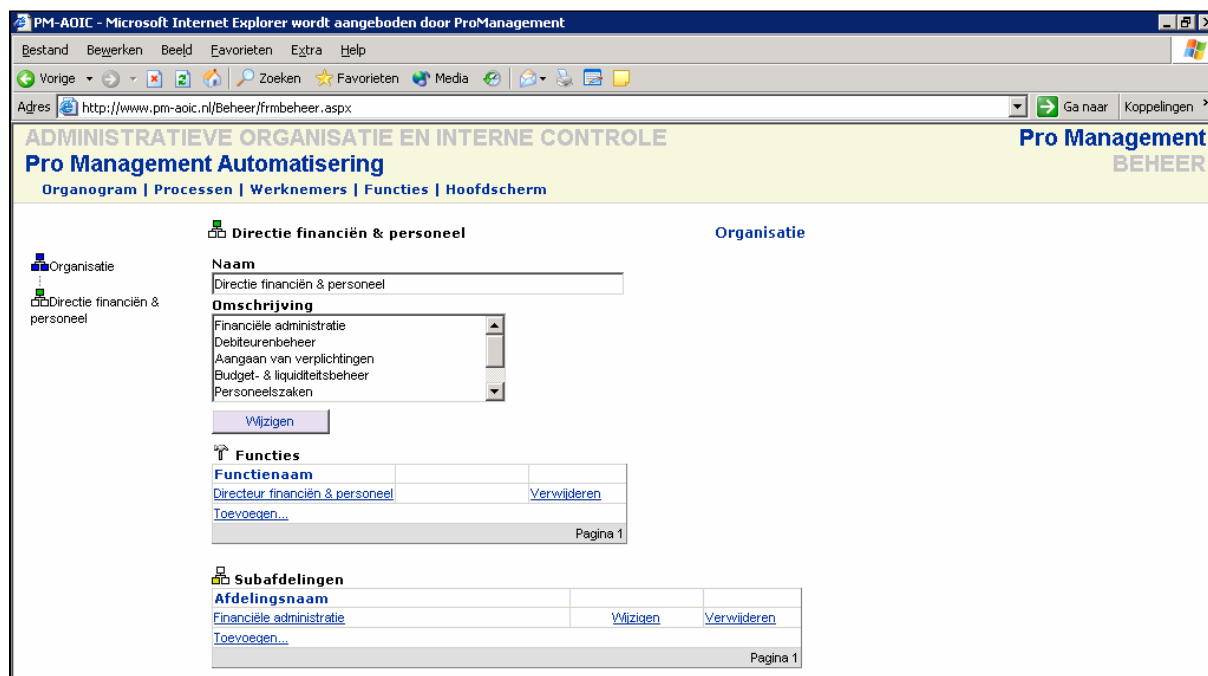 PM-AOIC - Microsoft Internet Explorer wordt aangeboden door ProManagement
Bestand Bewerken Beeld Favorieten Extra Help
Vorige Zoeken Favorieten Media
Adres http://www.pm-aoic.nl/Beheer/frmbeheer.aspx Ga naar Koppelingen »
ADMINISTRATIEVE ORGANISATIE EN INTERNE CONTROLE Pro Management
Pro Management Automatisering BEHEER
Organogram | Processen | Werknemers | Functies | Hoofdscherm
Directie financiën & personeel Organisatie
Organisatie
Directie financiën &
personeel
Naam
Directie financiën & personeel
Omschrijving
Financiële administratie
Debiteurenbeheer
Aangaan van verplichtingen
Budget- & liquiditeitsbeheer
Personeelszaken
Wijzigen
Functies
Functienaam
Directeur financiën & personeel Verwijderen
Toevoegen...
Pagina 1
Subafdelingen
Afdelingsnaam
Financiële administratie Wijzigen Verwijderen
Toevoegen...
Pagina 1